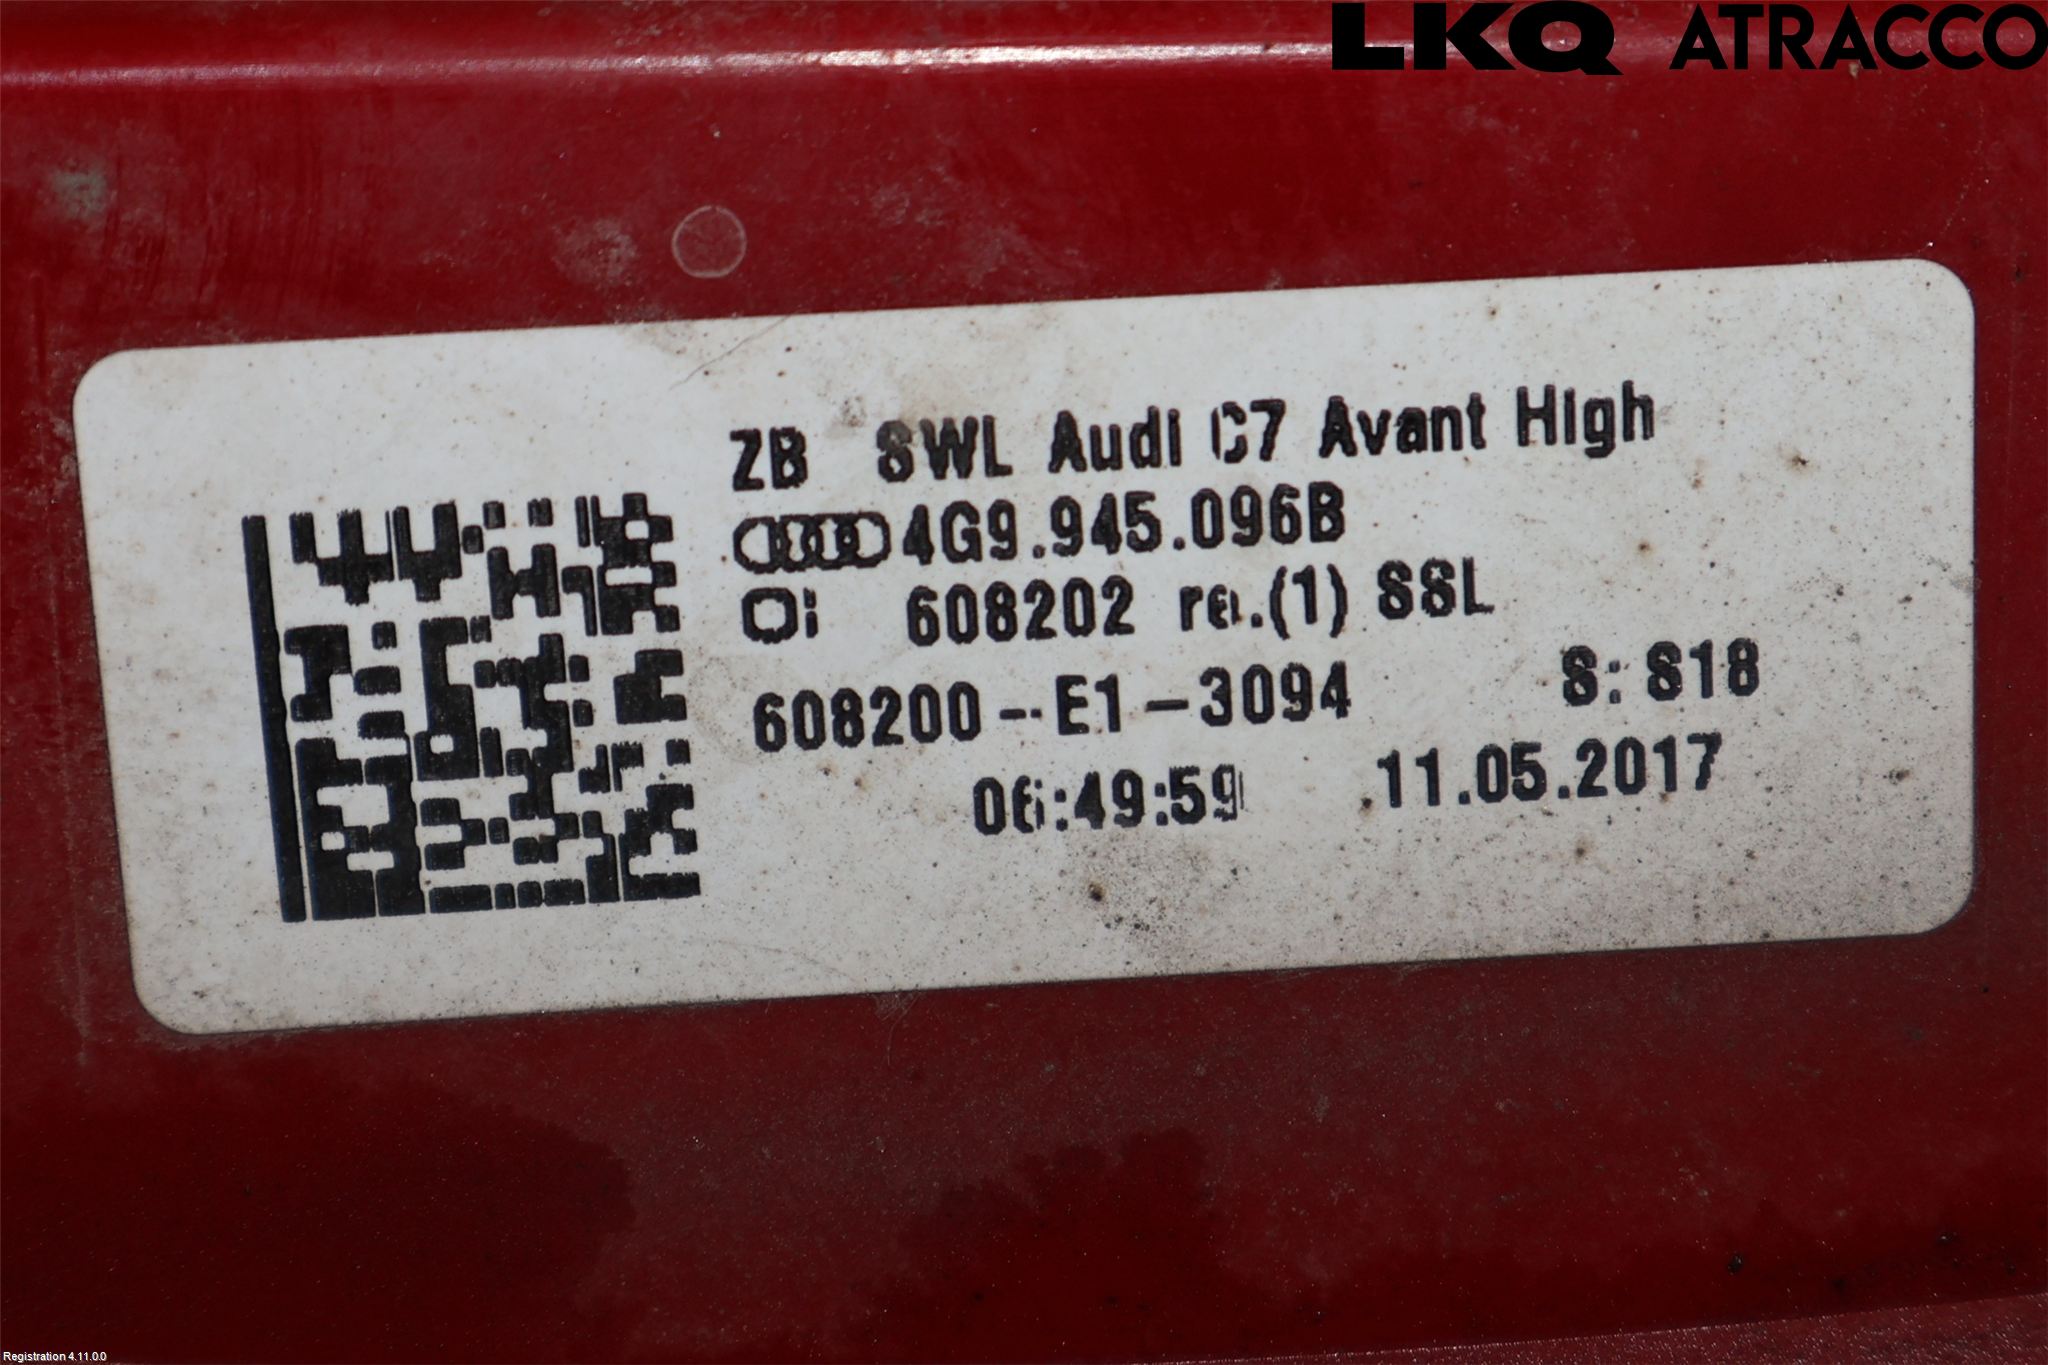 LKQ ATRACCO
ZB SWL Audi C7 Avant High
4G9.945.096B
608202 re.(1) SSL
608200--E1-3094 S: S18
06:49:59 11.05.2017
Registration 4.11.0.0